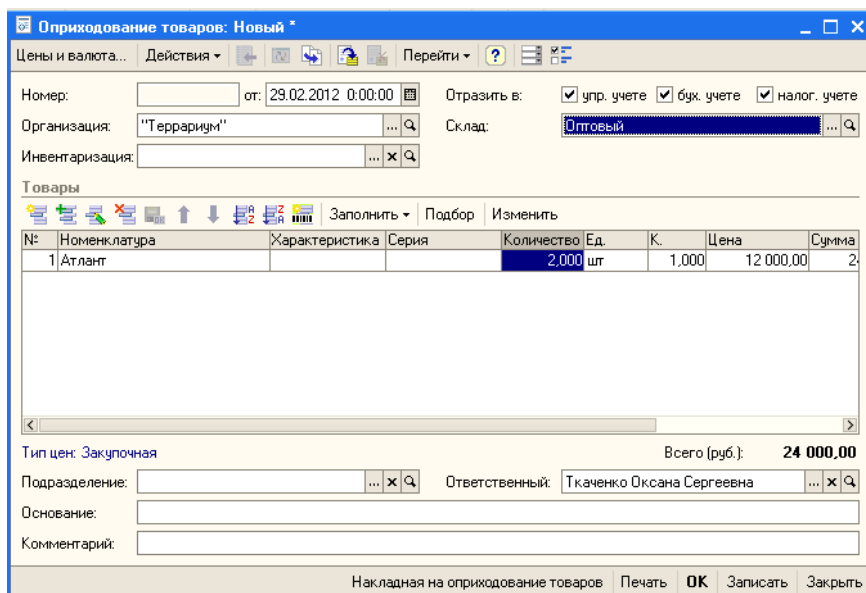 Оприходование товаров: Новый *
Цены и валюта... Действия Перейти
Номер: от: 29.02.2012 0:00:00 Отразить в: упр. учете бух. учете налог. учете
Организация: "Террариум" ... Склад: Оптовый ...
Инвентаризация: ...
Товары
Заполнить Подбор Изменить
№ Номенклатура Характеристика Серия Количество Ед. К. Цена Сумма
1 Атлант 2,000 шт 1,000 12 000,00 2
Тип цен: Закупочная Всего (руб.): 24 000,00
Подразделение: ... Ответственный: Ткаченко Оксана Сергеевна ...
Основание:
Комментарий:
Накладная на оприходование товаров Печать OK Записать Закрыть